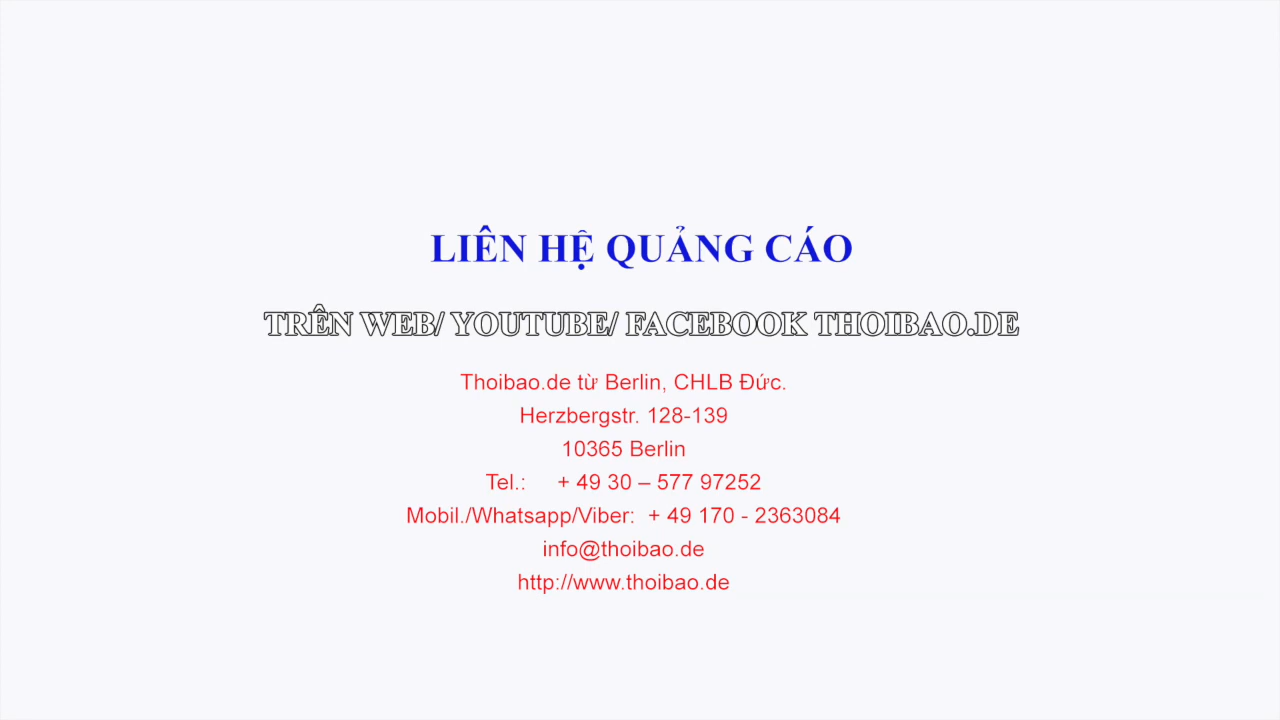 LIÊN HỆ QUẢNG CÁO
TRÊN WEB/ YOUTUBE/ FACEBOOK THOIBAO.DE
Thoibao.de từ Berlin, CHLB Đức.
Herzbergstr. 128-139
10365 Berlin
Tel.: + 49 30 – 577 97252
Mobil./Whatsapp/Viber: + 49 170 - 2363084
info@thoibao.de
http://www.thoibao.de